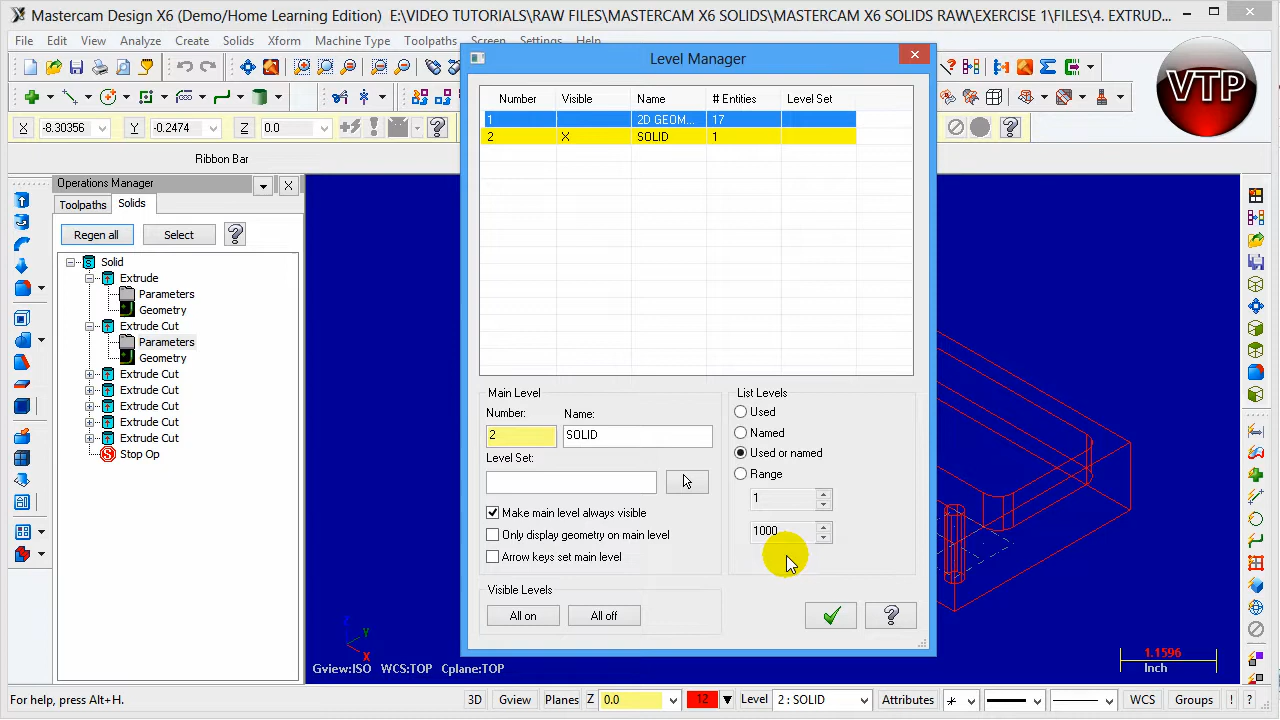 Mastercam Design X6 (Demo/Home Learning Edition)  E:\VIDEO TUTORIALS\RAW FILES\MASTERCAM X6 SOLIDS\MASTERCAM X6 SOLIDS RAW\EXERCISE 1\FILES\4. EXTRUD...
File Edit View Analyze Create Solids Xform Machine Type Toolpaths Screen Settings Help
VTP
X -8.30356 Y -0.2474 Z 0.0
Ribbon Bar
Operations Manager
Toolpaths Solids
Regen all Select
Solid
Extrude
Parameters
Geometry
Extrude Cut
Parameters
Geometry
Extrude Cut
Extrude Cut
Extrude Cut
Extrude Cut
Extrude Cut
Stop Op
Level Manager
Number Visible Name # Entities Level Set
1 2D GEOM... 17
2 X SOLID 1
Main Level
Number: Name:
2 SOLID
Level Set:
Make main level always visible
Only display geometry on main level
Arrow keys set main level
Visible Levels
All on All off
List Levels
Used
Named
Used or named
Range
1
1000
Z Y X
Gview:ISO WCS:TOP Cplane:TOP
1.1596
Inch
For help, press Alt+H.
3D Gview Planes Z 0.0 12 Level 2 : SOLID Attributes WCS Groups ! ?